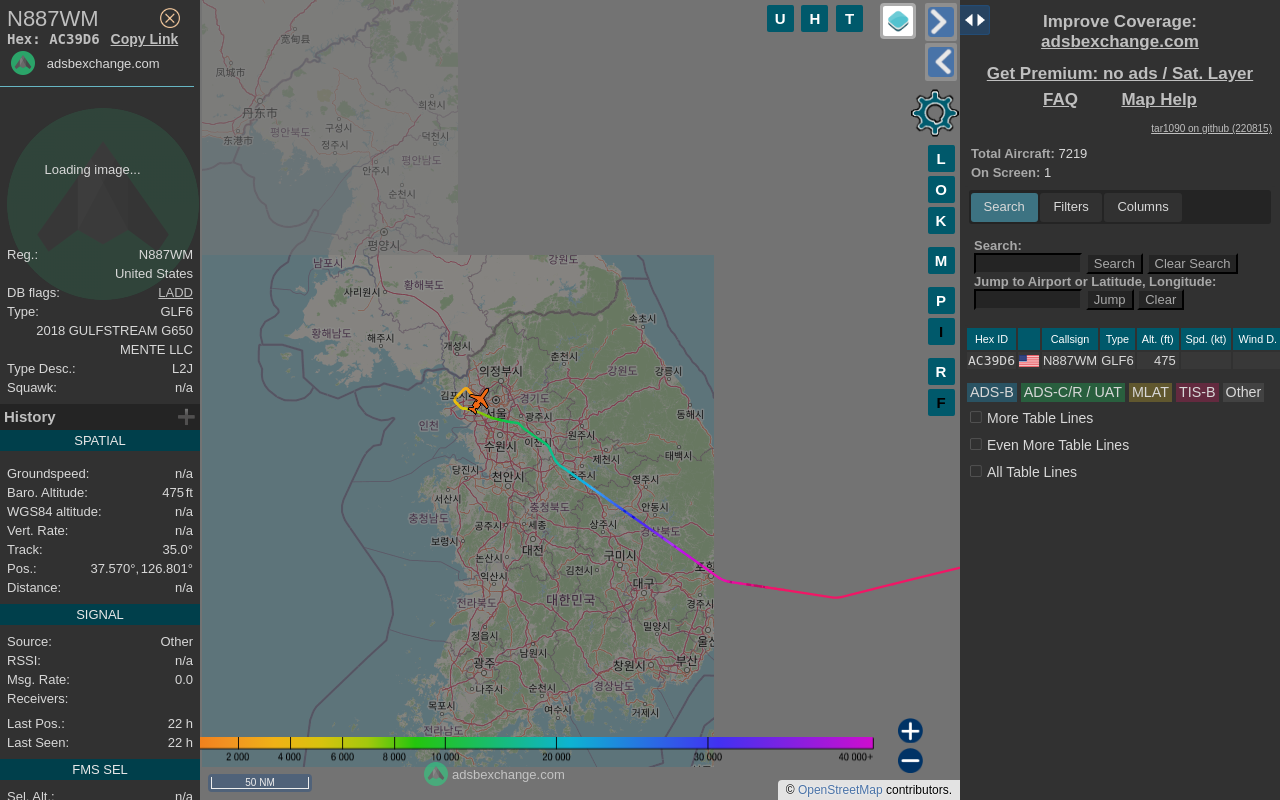 N887WM
Hex: AC39D6 Copy Link
adsbexchange.com
Loading image...
Reg.: N887WM
United States
DB flags: LADD
Type: GLF6
2018 GULFSTREAM G650
MENTE LLC
Type Desc.: L2J
Squawk: n/a
History
SPATIAL
Groundspeed: n/a
Baro. Altitude: 475 ft
WGS84 altitude: n/a
Vert. Rate: n/a
Track: 35.0°
Pos.: 37.570°, 126.801°
Distance: n/a
SIGNAL
Source: Other
RSSI: n/a
Msg. Rate: 0.0
Receivers:
Last Pos.: 22 h
Last Seen: 22 h
FMS SEL
Sel. Alt.: n/a
U H T
L
O
K
M
P
I
R
F
宽甸县
凤城市
丹东市
东港市
희천시
구성시
평안북도
정주시
덕천시
평안남도
안주시
순천시
평양시
남포시
강원도
황해북도
사리원시
황해남도
해주시
개성시
속초시
의정부시
춘천시
강원도
강릉시
경기도
서울
광주시
인천
동해시
수원시
이천시
원주시
태백시
제천시
당진시
천안시
충주시
영주시
서산시
충청남도
충청북도
안동시
공주시
세종
상주시
경상북도
보령시
대전
구미시
논산시
김천시
익산시
대구
전라북도
대한민국
경주시
정읍시
밀양시
남원시
광주
창원시
부산
나주시
순천시
경상남도
목포시
여수시
거제시
전라남도
2 000 4 000 6 000 8 000 10 000 20 000 30 000 40 000+
50 NM
adsbexchange.com
© OpenStreetMap contributors.
Improve Coverage:
adsbexchange.com
Get Premium: no ads / Sat. Layer
FAQ Map Help
tar1090 on github (220815)
Total Aircraft: 7219
On Screen: 1
Search Filters Columns
Search:
Search Clear Search
Jump to Airport or Latitude, Longitude:
Jump Clear
Hex ID Callsign Type Alt. (ft) Spd. (kt) Wind D.
AC39D6 N887WM GLF6 475
ADS-B ADS-C/R / UAT MLAT TIS-B Other
More Table Lines
Even More Table Lines
All Table Lines